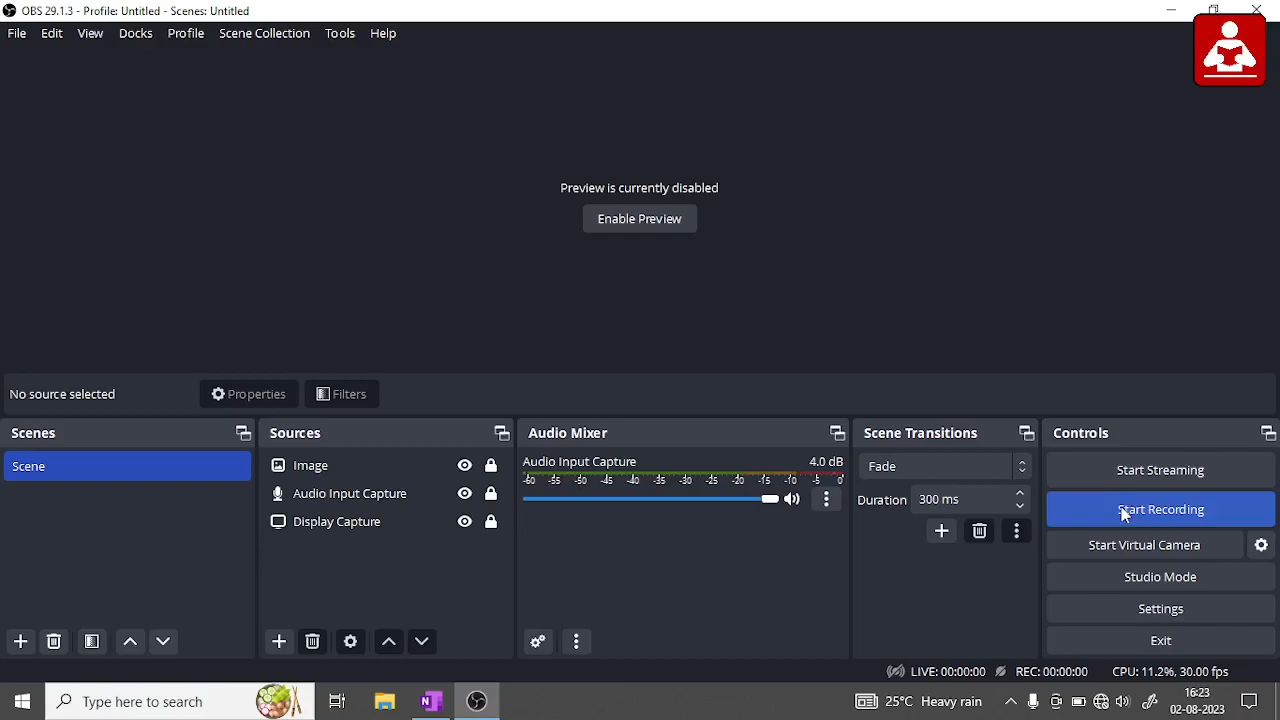 OBS 29.1.3 - Profile: Untitled - Scenes: Untitled
File Edit View Docks Profile Scene Collection Tools Help
Preview is currently disabled
Enable Preview
No source selected Properties Filters
Scenes
Scene
Sources
Image
Audio Input Capture
Display Capture
Audio Mixer
Audio Input Capture 4.0 dB
-60 -55 -50 -45 -40 -35 -30 -25 -20 -15 -10 -5 0
Scene Transitions
Fade
Duration 300 ms
Controls
Start Streaming
Start Recording
Start Virtual Camera
Studio Mode
Settings
Exit
LIVE: 00:00:00 REC: 00:00:00 CPU: 11.2%, 30.00 fps
Type here to search
25°C Heavy rain
16:23
02-08-2023